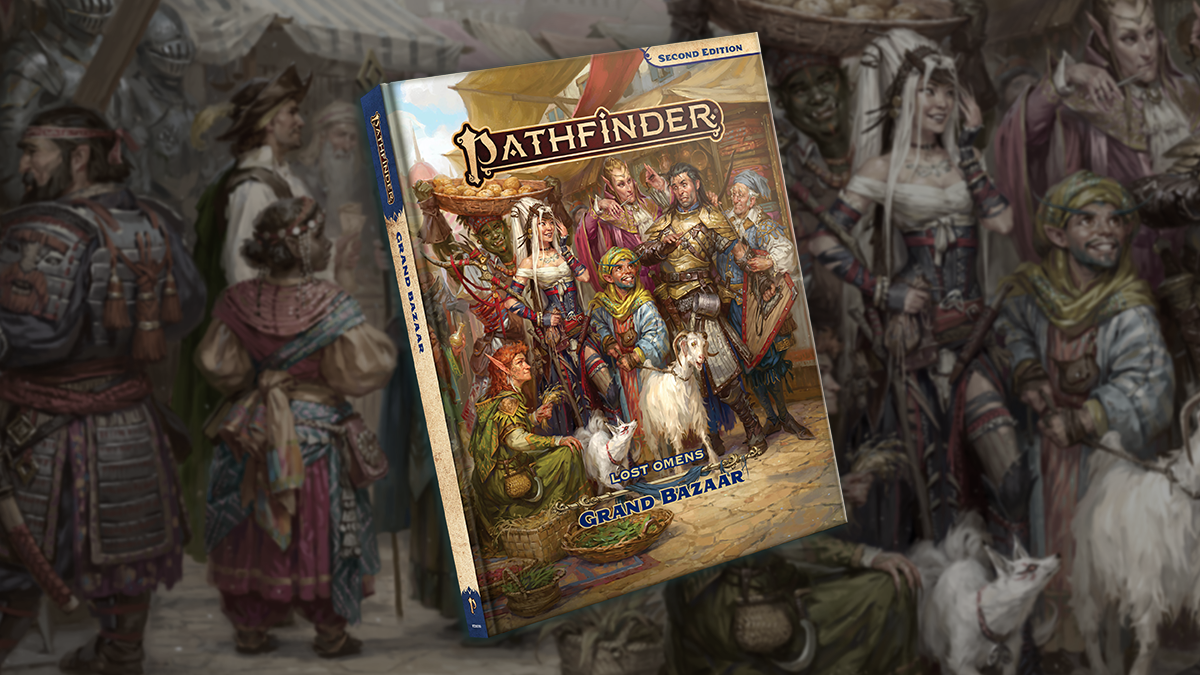 SECOND EDITION
PATHFINDER
LOST OMENS
GRAND BAZAAR
PATHFINDER
GRAND BAZAAR